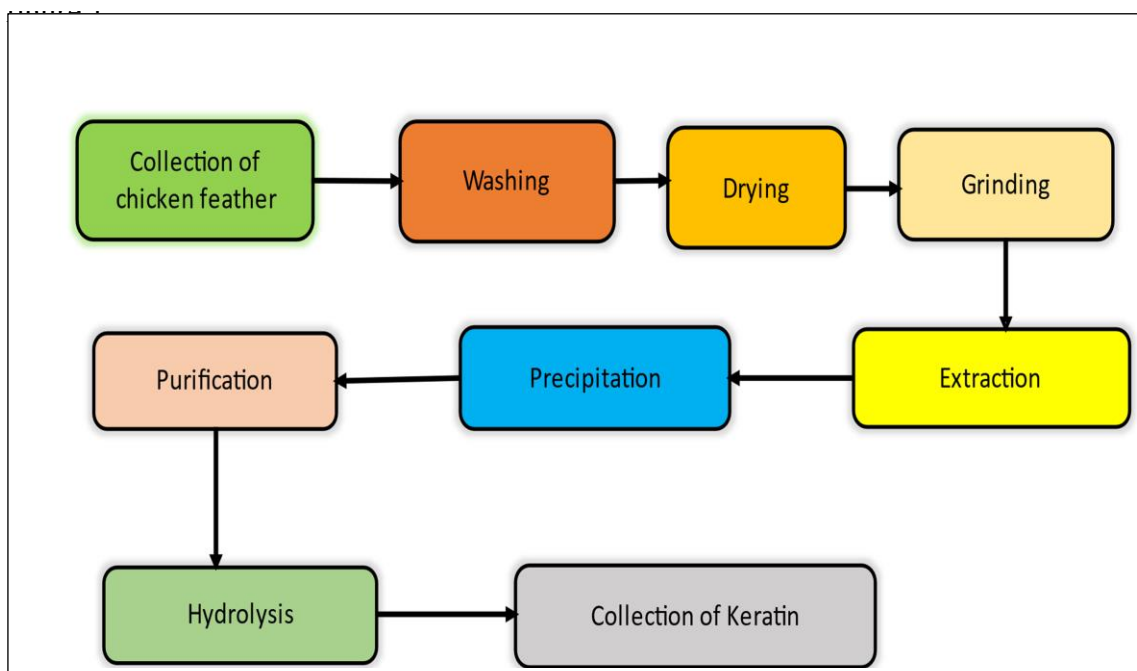 Collection of
chicken feather
Washing
Drying
Grinding
Extraction
Precipitation
Purification
Hydrolysis
Collection of Keratin